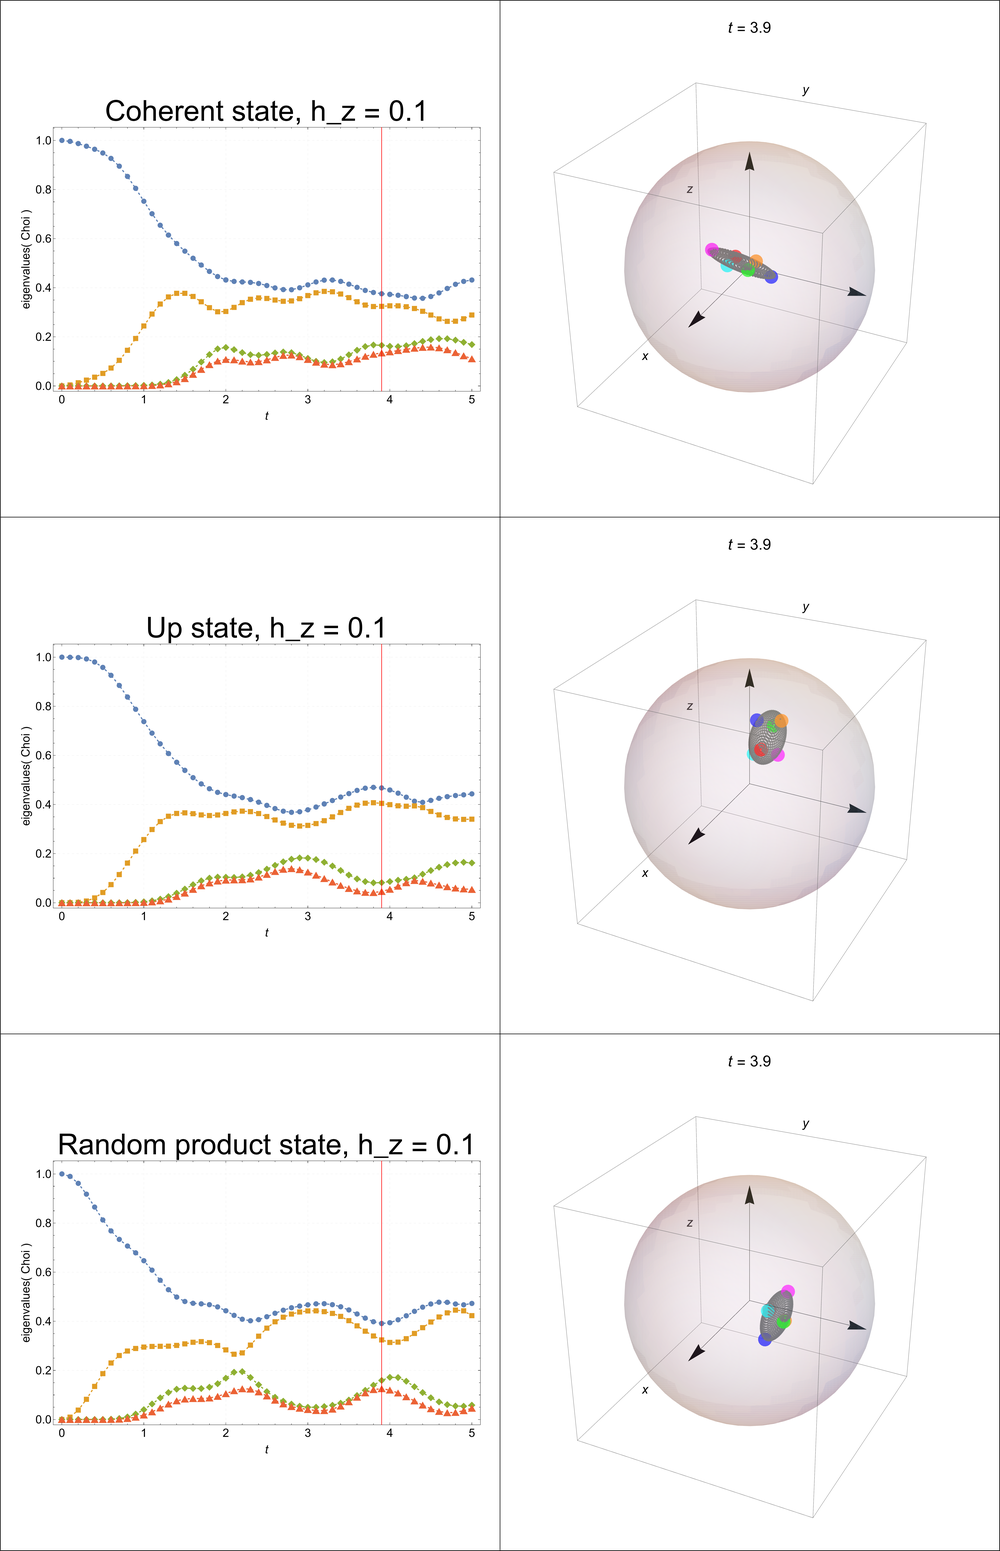 t = 3.9
y
Coherent state, h_z = 0.1
1.0
0.8
z
eigenvalues( Choi )
0.6
0.4
0.2
x
0.0
0 1 2 3 4 5
t
t = 3.9
y
Up state, h_z = 0.1
1.0
0.8
z
eigenvalues( Choi )
0.6
0.4
0.2
x
0.0
0 1 2 3 4 5
t
t = 3.9
y
Random product state, h_z = 0.1
1.0
0.8
z
eigenvalues( Choi )
0.6
0.4
0.2
x
0.0
0 1 2 3 4 5
t